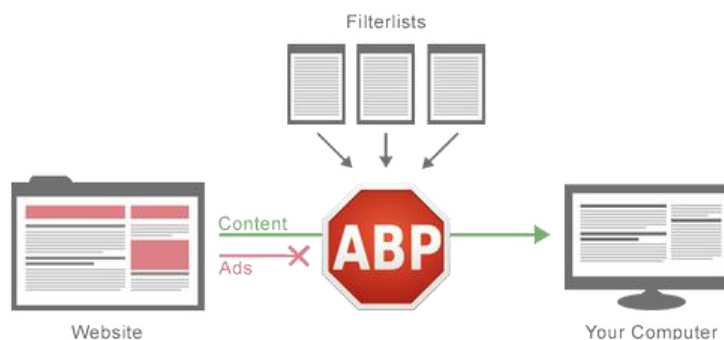 Filterlists
Content
ABP
Ads
Website
Your Computer